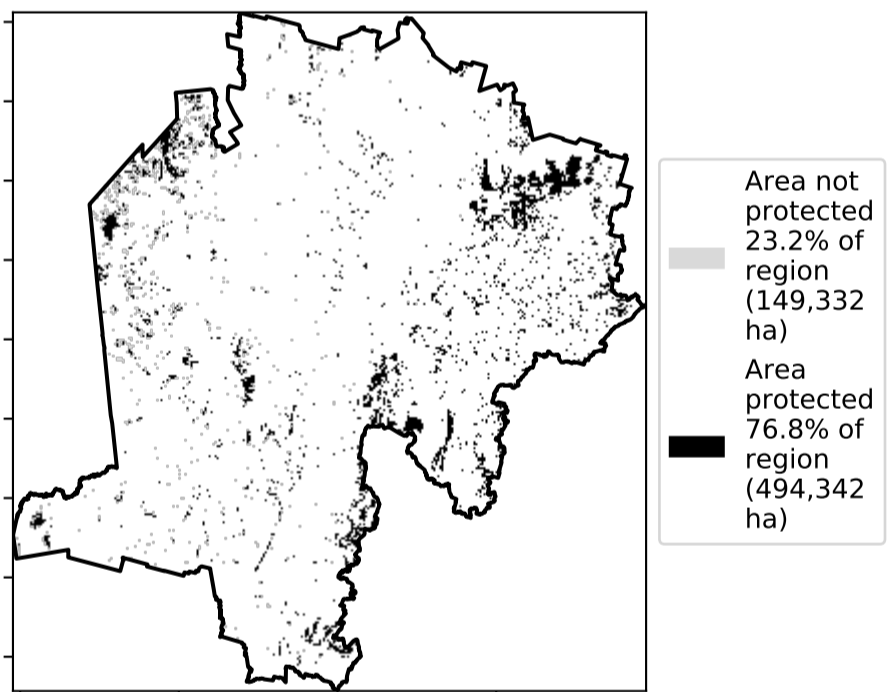 Area not
protected
23.2% of
region
(149,332
ha)
Area
protected
76.8% of
region
(494,342
ha)